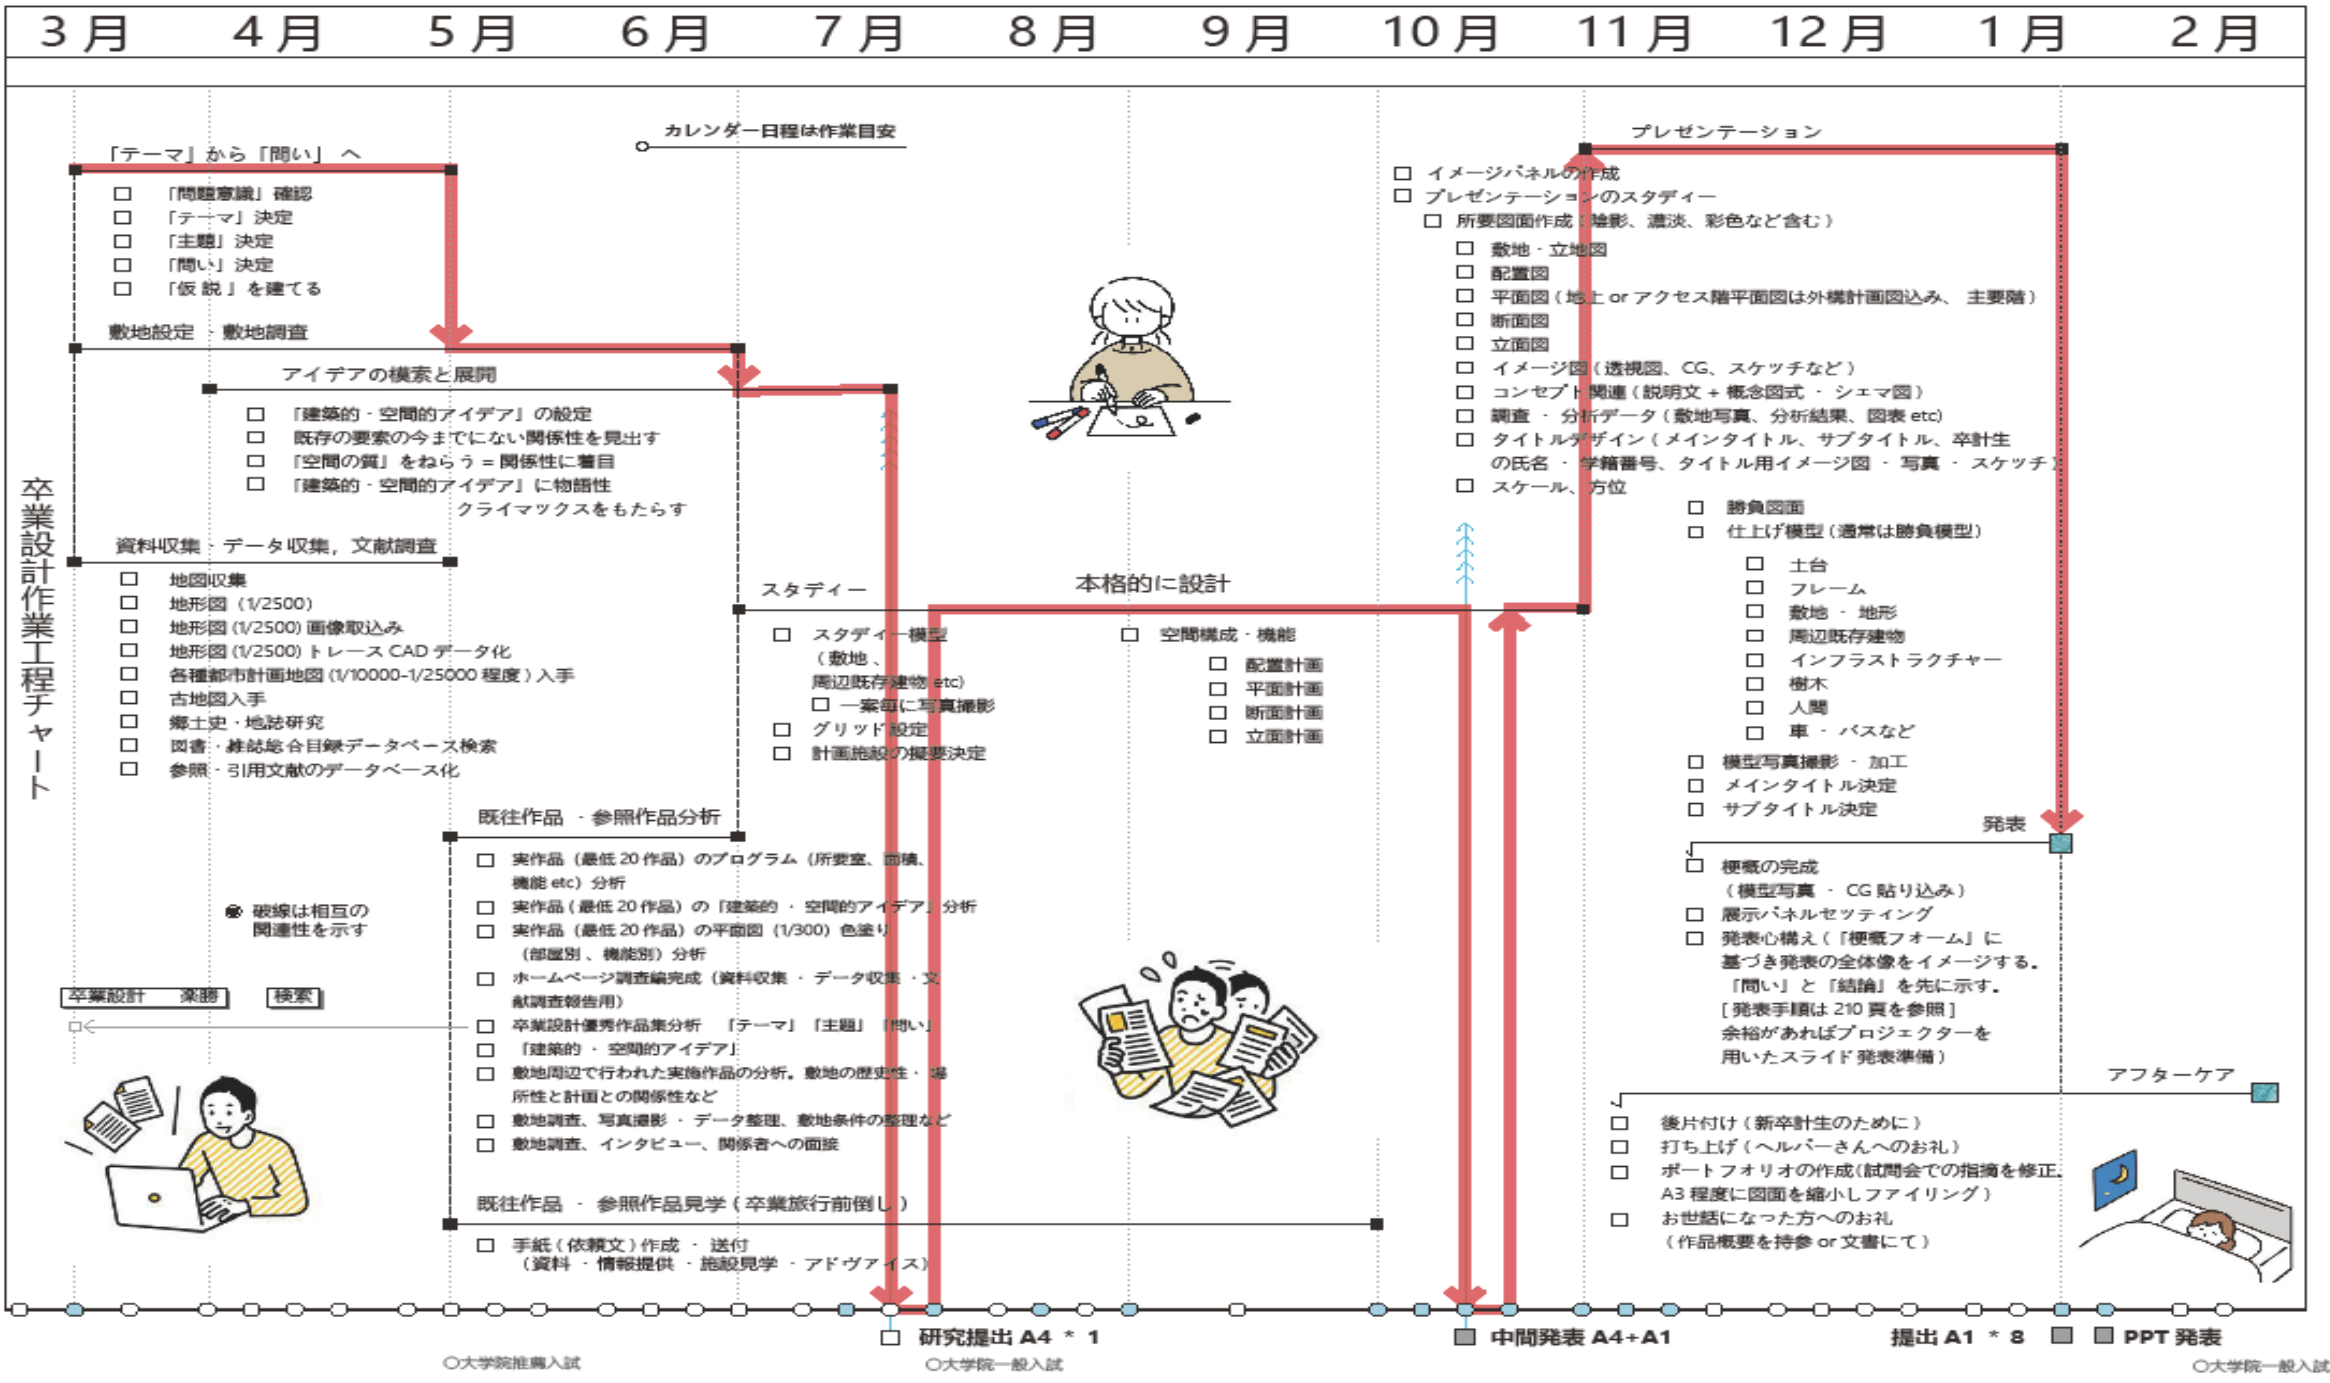 3月 4月 5月 6月 7月 8月 9月 10月 11月 12月 1月 2月
卒業設計作業工程チャート
カレンダー日程は作業目安
「テーマ」から「問い」 へ
「問題意識」確認
「テーマ」決定
「主題」決定
「問い」決定
「仮説」を建てる
敷地設定 ・ 敷地調査
アイデアの模索と展開
「建築的・空間的アイデア」の設定
既存の要素の今までにない関係性を見出す
「空間の質」をねらう = 関係性に着目
「建築的・空間的アイデア」に物語性
クライマックスをもたらす
資料収集・データ収集, 文献調査
地図収集
地形図 (1/2500)
地形図 (1/2500) 画像取込み
地形図 (1/2500) トレース CAD データ化
各種都市計画地図 (1/10000-1/25000 程度 ) 入手
古地図入手
郷土史・地誌研究
図書・雑誌総合目録データベース検索
参照・引用文献のデータベース化
スタディー
スタディー模型
( 敷地 、
周辺既存建物 etc)
一案毎に写真撮影
グリッド設定
計画施設の擬要決定
本格的に設計
空間構成・機能
配置計画
平面計画
断面計画
立面計画
既往作品 ・参照作品分析
実作品 (最低 20 作品) のプログラム (所要室、面積、
機能 etc) 分析
実作品 ( 最低 20 作品) の「建築的 ・ 空間的アイデア」分析
実作品 (最低 20 作品) の平面図 (1/300) 色塗り
(部屋別 、機能別) 分析
ホームページ調査編完成 (資料収集 ・ データ収集 ・文
献調査報告用)
卒業設計優秀作品集分析 「テーマ」「主題」「問い」
「建築的 ・ 空間的アイデア」
敷地周辺で行われた実施作品の分析。敷地の歴史性・ 場
所性と計画との関係性など
敷地調査、写真撮影 ・ データ整理、敷地条件の整理など
敷地調査、インタビュー、関係者への面接
破線は相互の
関連性を示す
卒業設計 楽勝 検索
既往作品 ・ 参照作品見学 ( 卒業旅行前倒し )
手紙 ( 依頼文 ) 作成 ・ 送付
(資料 ・ 情報提供 ・ 施設見学 ・ アドヴァイス)
プレゼンテーション
イメージパネルの作成
プレゼンテーションのスタディー
所要図面作成 ( 陰影、濃淡、彩色など含む )
敷地・立地図
配置図
平面図 ( 地上 or アクセス階平面図は外構計画図込み、 主要階 )
断面図
立面図
イメージ図 ( 透視図、CG、スケッチなど )
コンセプト関連 ( 説明文 + 概念図式 ・ シェマ図 )
調査 ・ 分析データ ( 敷地写真、分析結果、図表 etc)
タイトルデザイン ( メインタイトル、サブタイトル、卒計生
の氏名 ・ 学籍番号、タイトル用イメージ図 ・ 写真 ・ スケッチ )
スケール、方位
勝負図面
仕上げ模型 ( 通常は勝負模型)
土台
フレーム
敷地 ・ 地形
周辺既存建物
インフラストラクチャー
樹木
人間
車 ・ バスなど
模型写真撮影 ・ 加工
メインタイトル決定
サブタイトル決定
発表
梗概の完成
( 模型写真 ・ CG 貼り込み )
展示パネルセッティング
発表心構え ( 「梗概フォーム」に
基づき発表の全体像をイメージする。
「問い」と「結論」を先に示す。
[ 発表手順は 210 頁を参照 ]
余裕があればプロジェクターを
用いたスライド発表準備 )
アフターケア
後片付け ( 新卒計生のために )
打ち上げ ( ヘルパーさんへのお礼 )
ポートフォリオの作成 (試問会での指摘を修正.
A3 程度に図面を縮小しファイリング )
お世話になった方へのお礼
( 作品概要を持参 or 文書にて )
研究提出 A4 * 1
中間発表 A4+A1
提出 A1 * 8
PPT 発表
〇大学院推薦入試
〇大学院一般入試
〇大学院一般入試